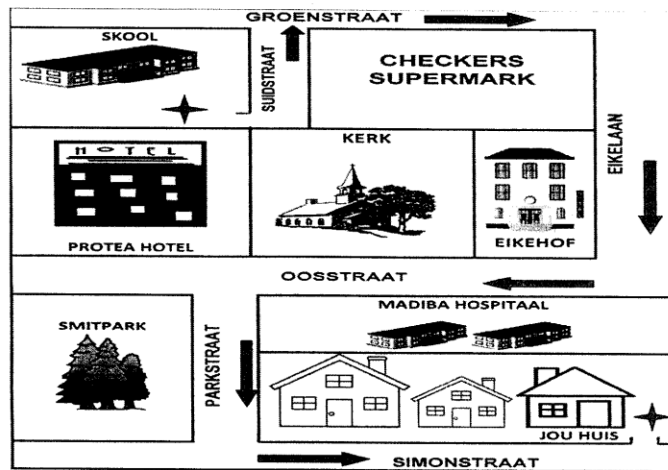 GROENSTRAAT
SKOOL
SUIDSTRAAT
CHECKERS
SUPERMARK
EIKELAAN
HOTEL
PROTEA HOTEL
KERK
EIKEHOF
OOSSTRAAT
SMITPARK
PARKSTRAAT
MADIBA HOSPITAAL
JOU HUIS
SIMONSTRAAT